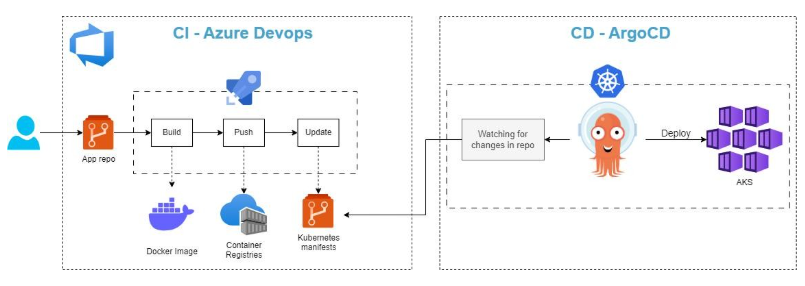 CI - Azure Devops
CD - ArgoCD
Build
Push
Update
App repo
Docker Image
Container
Registries
Kubernetes
manifests
Watching for
changes in repo
Deploy
AKS